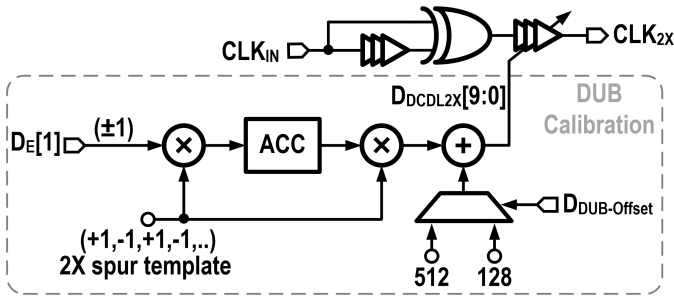 CLK_IN
CLK_2X
D_DCDL2X[9:0]
DUB
Calibration
D_E[1]
(±1)
×
ACC
×
+
D_DUB-Offset
(+1,-1,+1,-1,..)
2X spur template
512
128